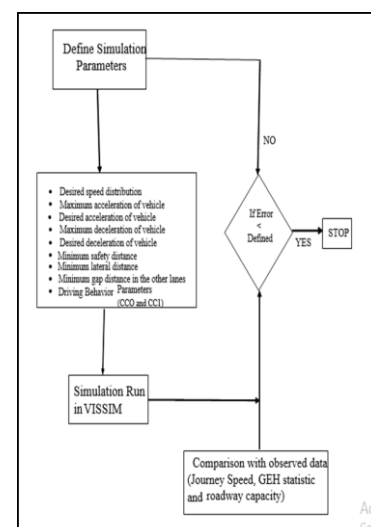 Define Simulation
Parameters
NO
• Desired speed distribution
• Maximum acceleration of vehicle
• Desired acceleration of vehicle
• Maximum deceleration of vehicle
• Desired deceleration of vehicle
• Minimum safety distance
• Minimum lateral distance
• Minimum gap distance in the other lanes
• Driving Behavior Parameters
(CCO and CC1)
If Error
<
Defined
YES
STOP
Simulation Run
in VISSIM
Comparison with observed data
(Journey Speed, GEH statistic
and roadway capacity)